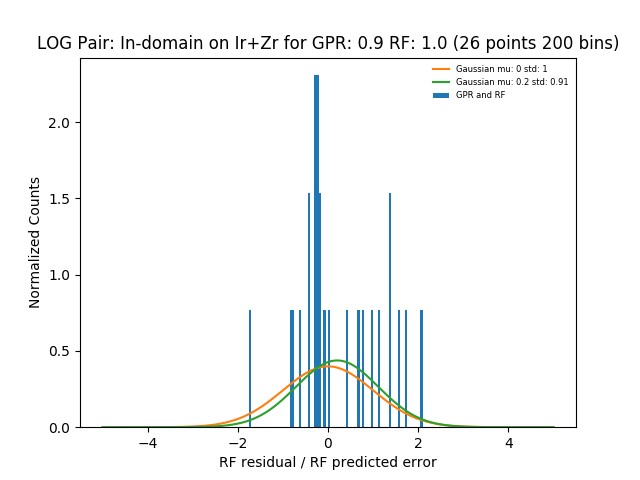 LOG Pair: In-domain on Ir+Zr for GPR: 0.9 RF: 1.0 (26 points 200 bins)
Gaussian mu: 0 std: 1
Gaussian mu: 0.2 std: 0.91
GPR and RF
Normalized Counts
2.0
1.5
1.0
0.5
0.0
−4 −2 0 2 4
RF residual / RF predicted error